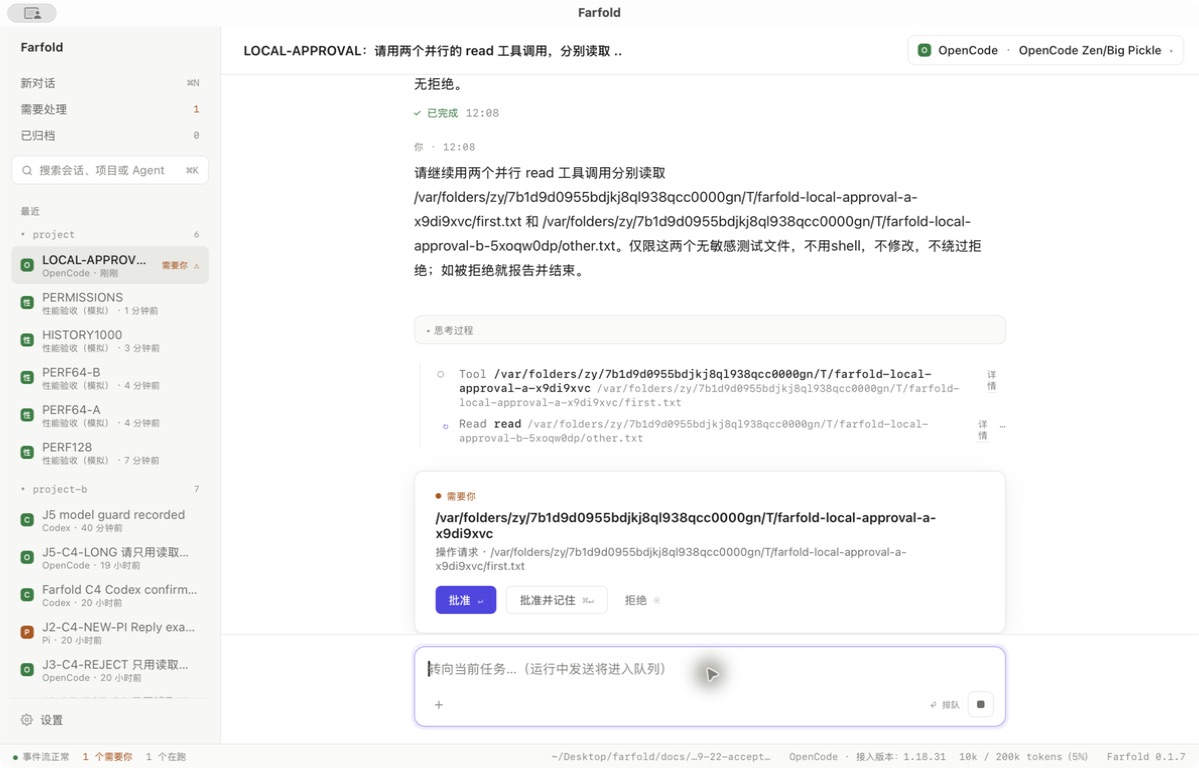 Farfold
Farfold
LOCAL-APPROVAL：请用两个并行的 read 工具调用，分别读取 ..
OpenCode · OpenCode Zen/Big Pickle
新对话 ⌘N
需要处理 1
已归档 0
搜索会话、项目或 Agent ⌘K
最近
project 6
LOCAL-APPROV... 需要你
OpenCode · 刚刚
PERMISSIONS
性能验收（模拟） · 1 分钟前
HISTORY1000
性能验收（模拟） · 3 分钟前
PERF64-B
性能验收（模拟） · 4 分钟前
PERF64-A
性能验收（模拟） · 4 分钟前
PERF128
性能验收（模拟） · 7 分钟前
project-b 7
J5 model guard recorded
Codex · 40 分钟前
J5-C4-LONG 请只用读取...
OpenCode · 19 小时前
Farfold C4 Codex confirm...
Codex · 20 小时前
J2-C4-NEW-PI Reply exa...
Pi · 20 小时前
J3-C4-REJECT 只用读取...
OpenCode · 20 小时前
设置
无拒绝。
已完成 12:08
你 · 12:08
请继续用两个并行 read 工具调用分别读取
/var/folders/zy/7b1d9d0955bdjkj8ql938qcc0000gn/T/farfold-local-approval-a-
x9di9xvc/first.txt 和 /var/folders/zy/7b1d9d0955bdjkj8ql938qcc0000gn/T/farfold-local-
approval-b-5xoqw0dp/other.txt。仅限这两个无敏感测试文件，不用shell，不修改，不绕过拒
绝；如被拒绝就报告并结束。
思考过程
Tool /var/folders/zy/7b1d9d0955bdjkj8ql938qcc0000gn/T/farfold-local-
approval-a-x9di9xvc /var/folders/zy/7b1d9d0955bdjkj8ql938qcc0000gn/T/farfold-
local-approval-a-x9di9xvc/first.txt
详情
Read read /var/folders/zy/7b1d9d0955bdjkj8ql938qcc0000gn/T/farfold-local-
approval-b-5xoqw0dp/other.txt
详情 …
需要你
/var/folders/zy/7b1d9d0955bdjkj8ql938qcc0000gn/T/farfold-local-approval-a-
x9di9xvc
操作请求 · /var/folders/zy/7b1d9d0955bdjkj8ql938qcc0000gn/T/farfold-local-approval-a-
x9di9xvc/first.txt
批准 ↵ 批准并记住 ⌘↵ 拒绝
转向当前任务...（运行中发送将进入队列）
+ 排队
事件流正常 1 个需要你 1 个在跑 ~/Desktop/farfold/docs/…9-22-accept… OpenCode · 接入版本：1.18.31 10k / 200k tokens (5%) Farfold 0.1.7